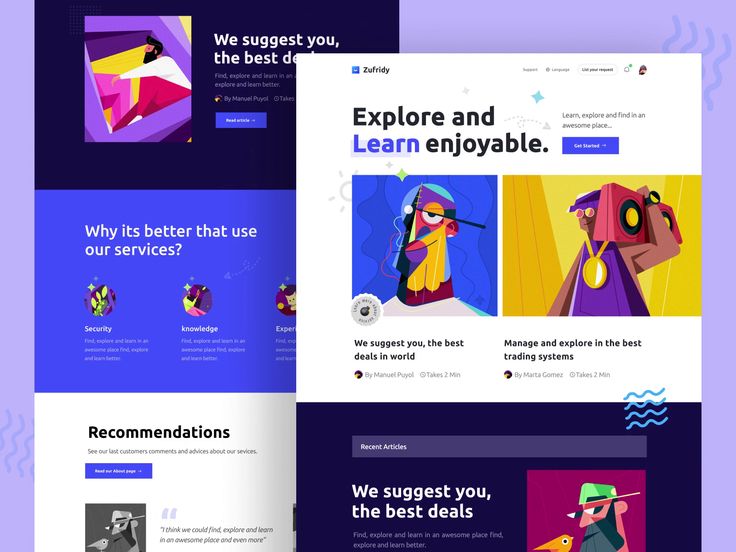 We suggest you,
the best deals
Find, explore and learn in an a
explore and learn better.
By Manuel Puyol Takes
Read article →
Why its better that use
our services?
Security
Find, explore and learn in an
awesome place find, explore
and learn better.
knowledge
Find, explore and learn in an
awesome place find, explore
and learn better.
Experi
Find, explo
awesome
and learn
Recommendations
See our last customers comments and advices about our sevices.
Read our About page →
“I think we could find, explore and learn
in an awesome place and even more”
Zufridy
Support
Language
List your request
Explore and
Learn enjoyable.
Learn, explore and find in an
awesome place...
Get Started →
We suggest you, the best
deals in world
By Manuel Puyol Takes 2 Min
Manage and explore in the best
trading systems
By Marta Gomez Takes 2 Min
Recent Articles
We suggest you,
the best deals
Find, explore and learn in an awesome place find,
explore and learn better.